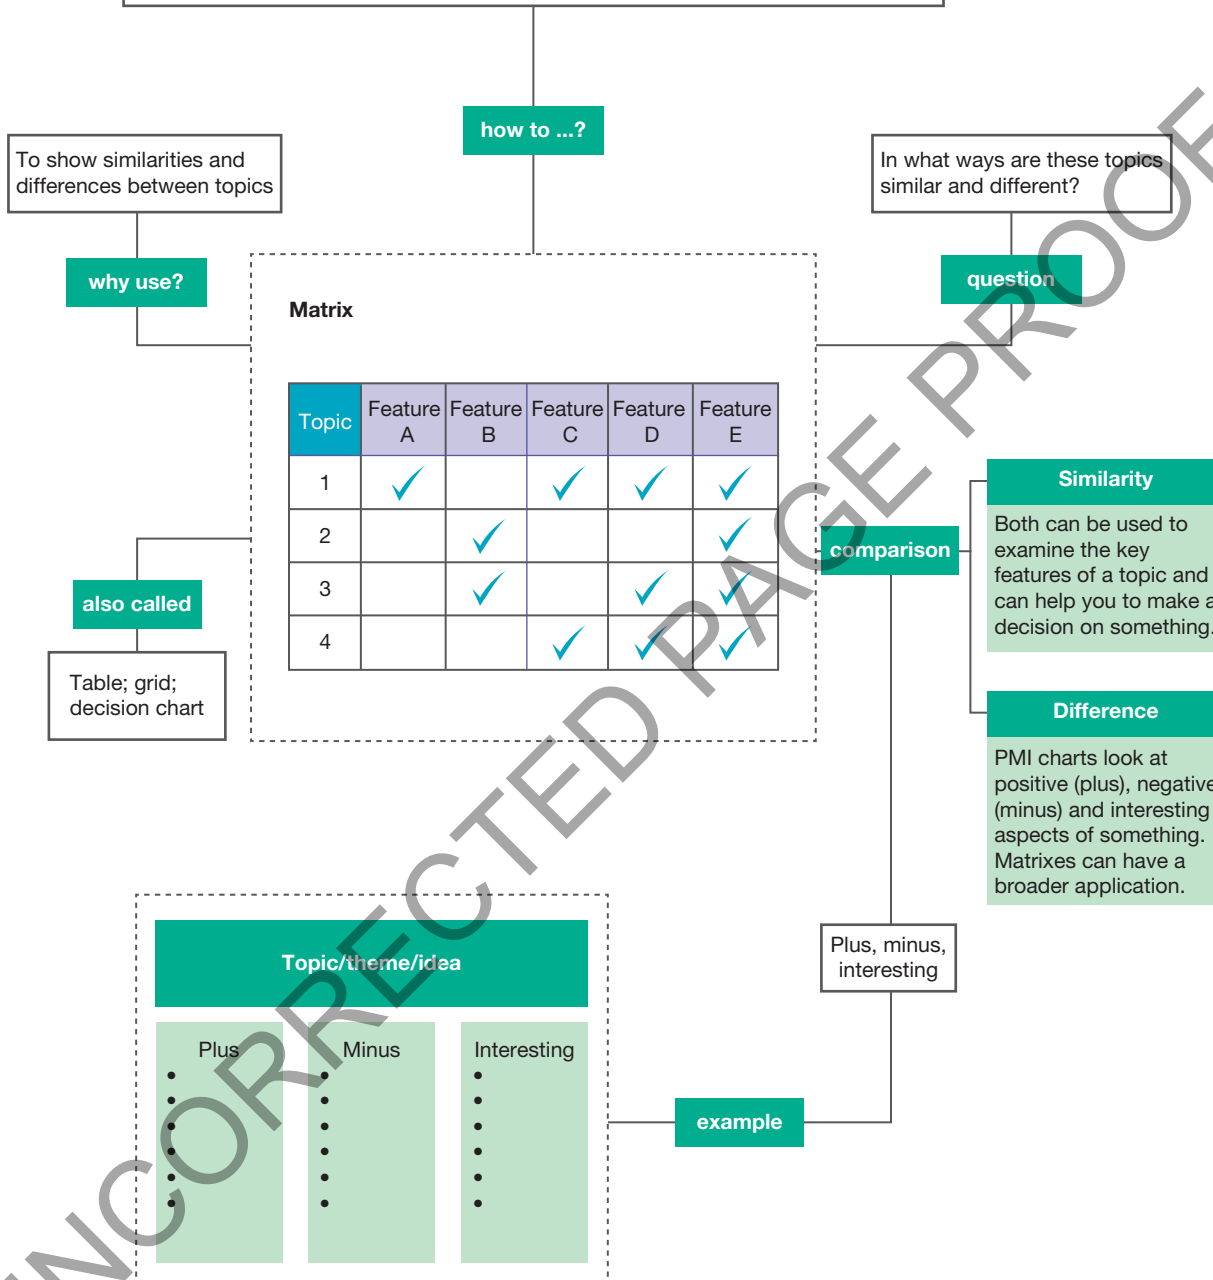 how to ...?
To show similarities and
differences between topics
In what ways are these topics
similar and different?
why use?
question
Matrix
Topic
Feature A
Feature B
Feature C
Feature D
Feature E
1
2
3
4
also called
Table; grid;
decision chart
comparison
Similarity
Both can be used to
examine the key
features of a topic and
can help you to make a
decision on something.
Difference
PMI charts look at
positive (plus), negative
(minus) and interesting
aspects of something.
Matrixes can have a
broader application.
Plus, minus,
interesting
example
Topic/theme/idea
Plus
Minus
Interesting
UNCORRECTED PAGE PROOF